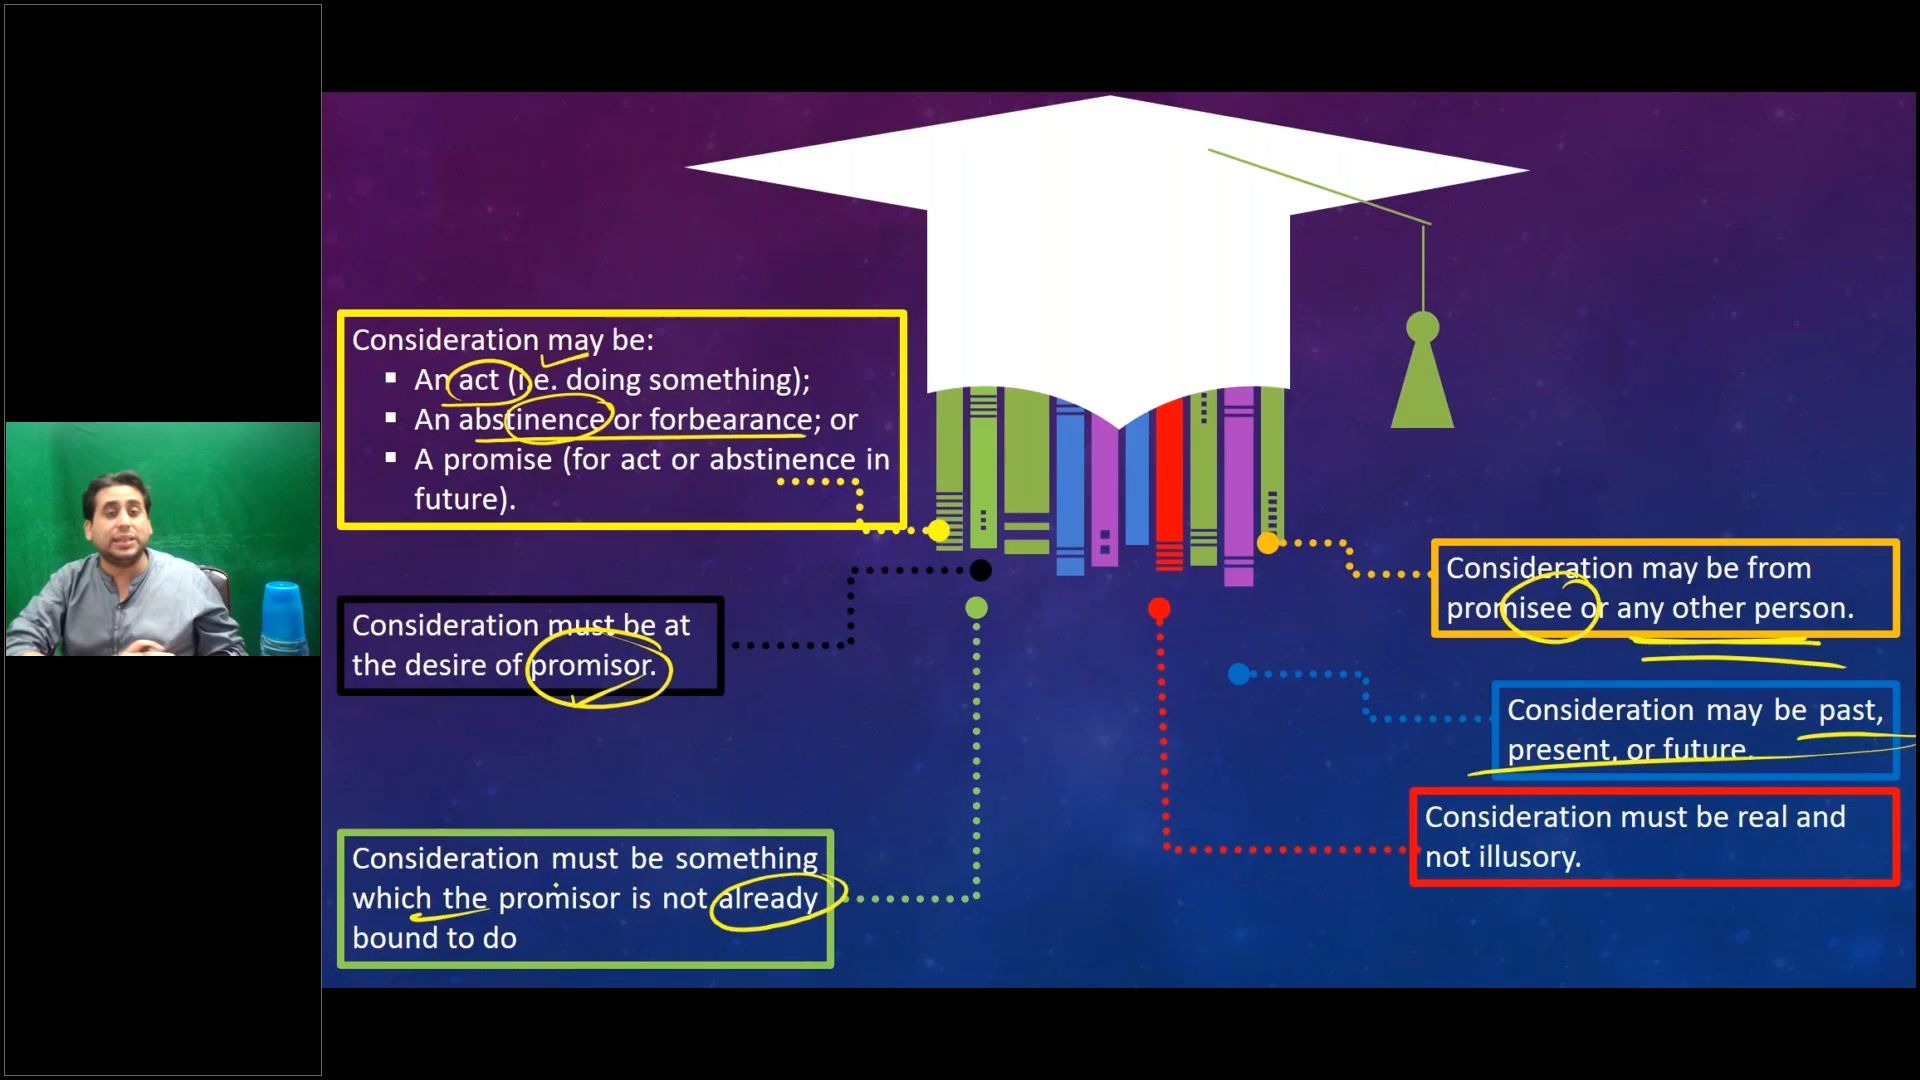 Consideration may be:
▪ An act (i.e. doing something);
▪ An abstinence or forbearance; or
▪ A promise (for act or abstinence in
future).
Consideration must be at
the desire of promisor.
Consideration must be something
which the promisor is not already
bound to do
Consideration may be from
promisee or any other person.
Consideration may be past,
present, or future.
Consideration must be real and
not illusory.